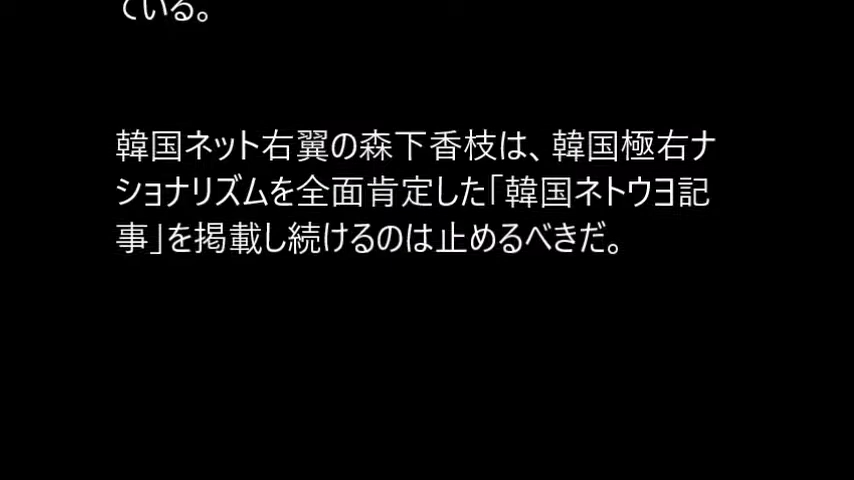 ている。
韓国ネット右翼の森下香枝は、韓国極右ナ
ショナリズムを全面肯定した「韓国ネトウヨ記
事」を掲載し続けるのは止めるべきだ。